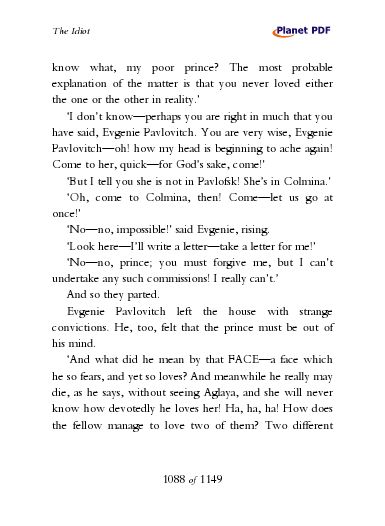 The Idiot
Planet PDF
know what, my poor prince? The most probable
explanation of the matter is that you never loved either
the one or the other in reality.’
‘I don’t know—perhaps you are right in much that you
have said, Evgenie Pavlovitch. You are very wise, Evgenie
Pavlovitch—oh! how my head is beginning to ache again!
Come to her, quick—for God’s sake, come!’
‘But I tell you she is not in Pavlofsk! She’s in Colmina.’
‘Oh, come to Colmina, then! Come—let us go at
once!’
‘No—no, impossible!’ said Evgenie, rising.
‘Look here—I’ll write a letter—take a letter for me!’
‘No—no, prince; you must forgive me, but I can’t
undertake any such commissions! I really can’t.’
And so they parted.
Evgenie Pavlovitch left the house with strange
convictions. He, too, felt that the prince must be out of
his mind.
‘And what did he mean by that FACE—a face which
he so fears, and yet so loves? And meanwhile he really may
die, as he says, without seeing Aglaya, and she will never
know how devotedly he loves her! Ha, ha, ha! How does
the fellow manage to love two of them? Two different
1088 of 1149